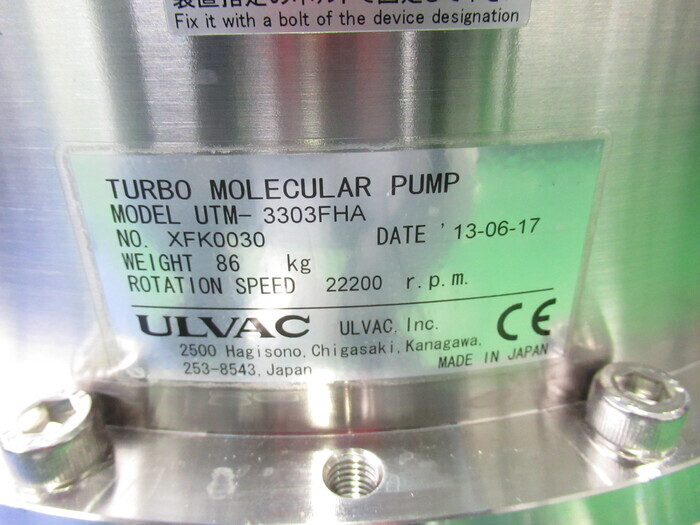 Fix it with a bolt of the device designation
TURBO MOLECULAR PUMP
MODEL UTM- 3303FHA
NO. XFK0030 DATE '13-06-17
WEIGHT 86 kg
ROTATION SPEED 22200 r.p.m.
ULVAC ULVAC, Inc. CE
2500 Hagisono, Chigasaki, Kanagawa,
253-8543, Japan MADE IN JAPAN